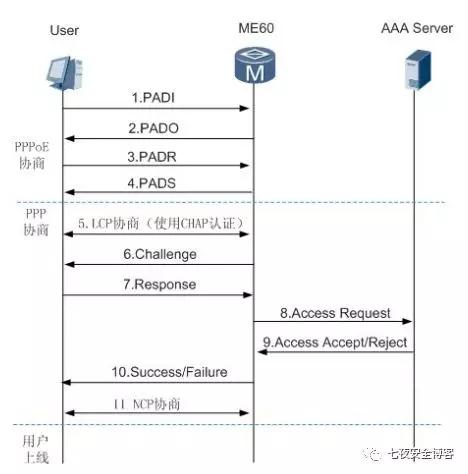 User
ME60
AAA Server
M
1.PADI
2.PADO
PPPoE
协商
3.PADR
4.PADS
PPP
协商
5.LCP协商（使用CHAP认证）
6.Challenge
7.Response
8.Access Request
9.Access Accept/Reject
10.Success/Failure
11 NCP协商
用户
上线
七夜安全博客